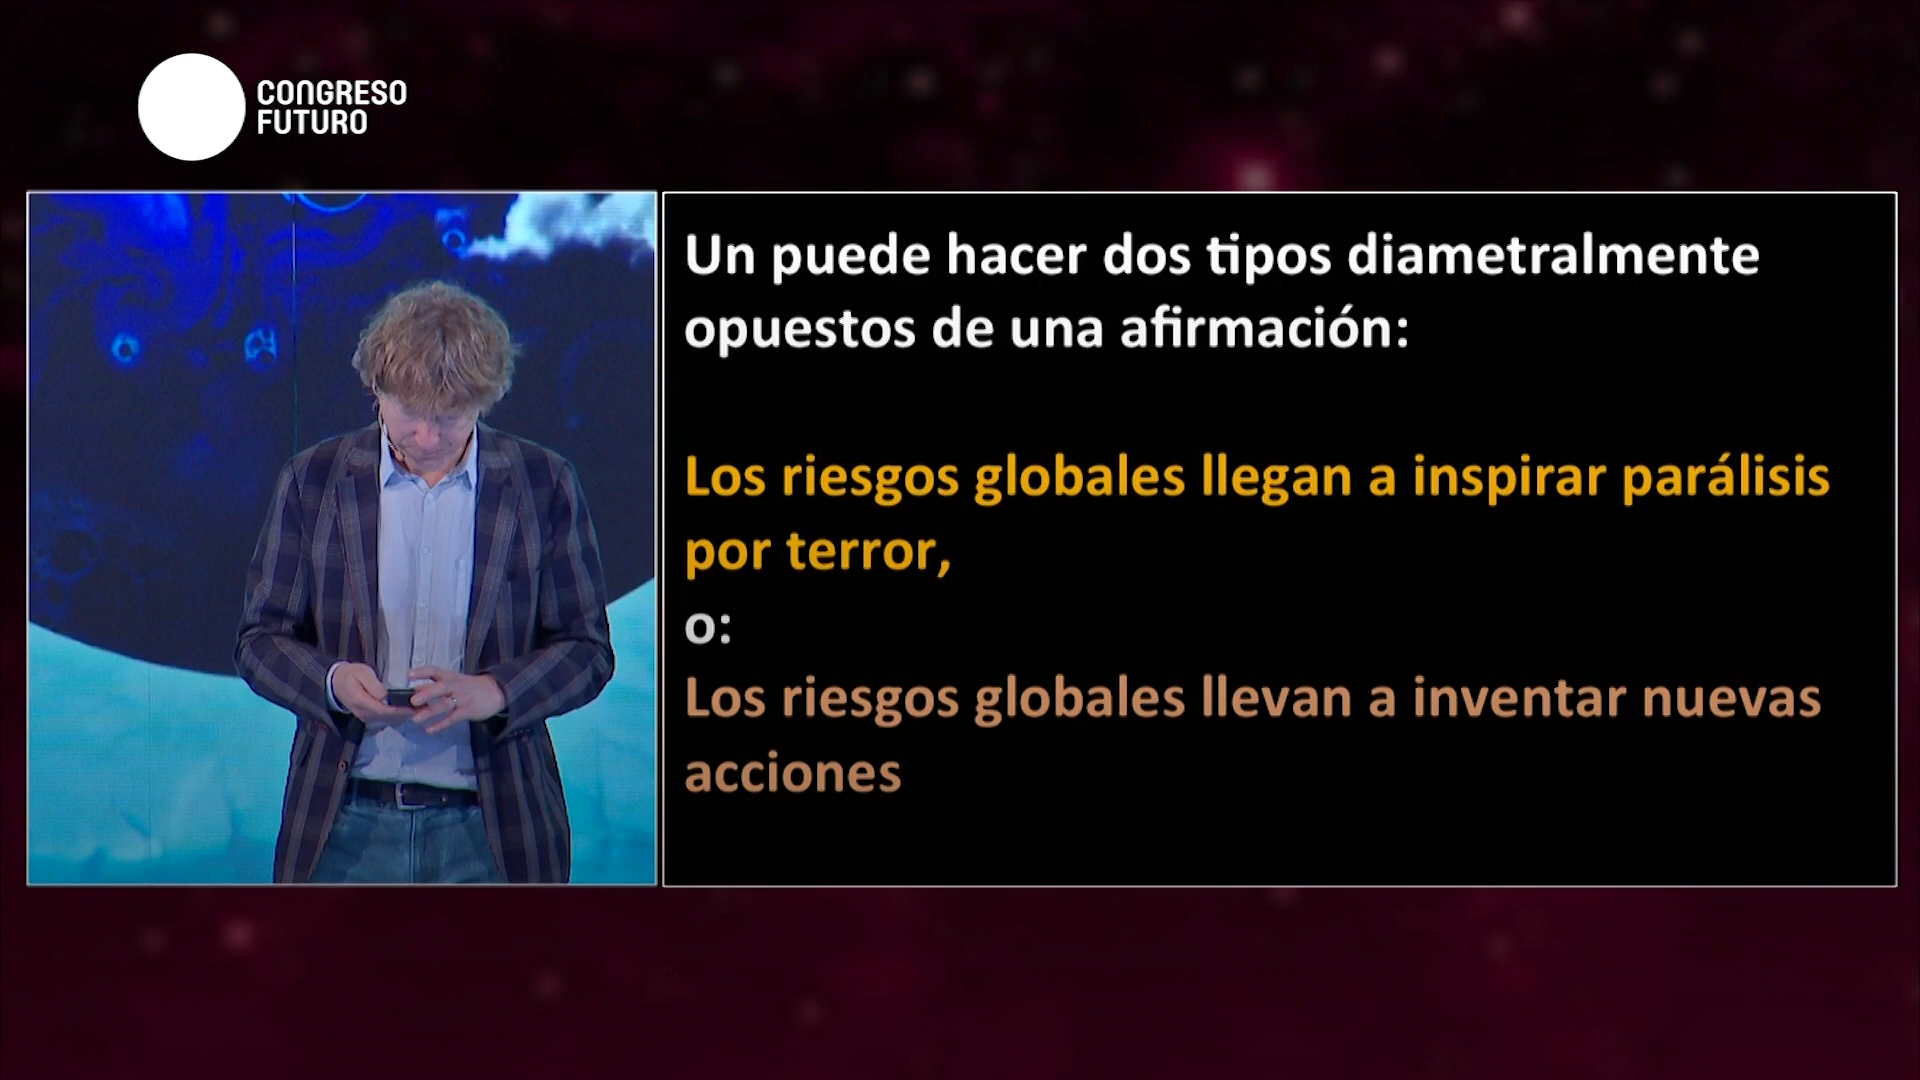 CONGRESO
FUTURO
Un puede hacer dos tipos diametralmente
opuestos de una afirmación:
Los riesgos globales llegan a inspirar parálisis
por terror,
o:
Los riesgos globales llevan a inventar nuevas
acciones